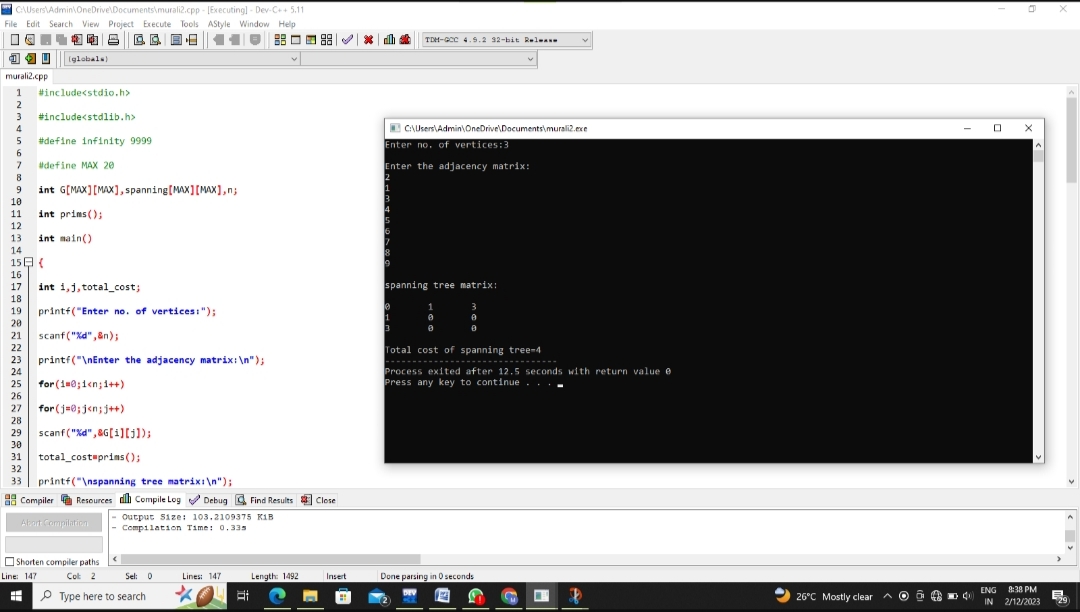 C:\Users\Admin\OneDrive\Documents\murali2.cpp - [Executing] - Dev-C++ 5.11
File Edit Search View Project Execute Tools AStyle Window Help
TDM-GCC 4.9.2 32-bit Release
(globals)
murali2.cpp
1 #include<stdio.h>
2
3 #include<stdlib.h>
4
5 #define infinity 9999
6
7 #define MAX 20
8
9 int G[MAX][MAX],spanning[MAX][MAX],n;
10
11 int prims();
12
13 int main()
14
15 {
16
17 int i,j,total_cost;
18
19 printf("Enter no. of vertices:");
20
21 scanf("%d",&n);
22
23 printf("\nEnter the adjacency matrix:\n");
24
25 for(i=0;i<n;i++)
26
27 for(j=0;j<n;j++)
28
29 scanf("%d",&G[i][j]);
30
31 total_cost=prims();
32
33 printf("\nspanning tree matrix:\n");
C:\Users\Admin\OneDrive\Documents\murali2.exe
Enter no. of vertices:3
Enter the adjacency matrix:
2
1
3
4
5
6
7
8
9
spanning tree matrix:
0 1 3
1 0 0
3 0 0
Total cost of spanning tree=4
--------------------------------
Process exited after 12.5 seconds with return value 0
Press any key to continue . . .
Compiler Resources Compile Log Debug Find Results Close
Abort Compilation
Shorten compiler paths
- Output Size: 103.2109375 KiB
- Compilation Time: 0.33s
Line: 147 Col: 2 Sel: 0 Lines: 147 Length: 1492 Insert Done parsing in 0 seconds
Type here to search
2
26°C Mostly clear
ENG
IN
8:38 PM
2/12/2023
29